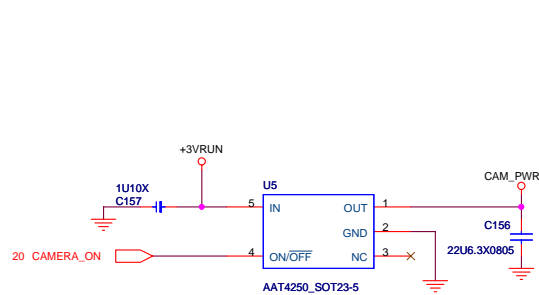 +3VRUN
1U10X
C157
CAM_PWR
U5
5 IN OUT 1
GND 2
C156
22U6.3X0805
20 CAMERA_ON
4 ON/OFF NC 3
AAT4250_SOT23-5